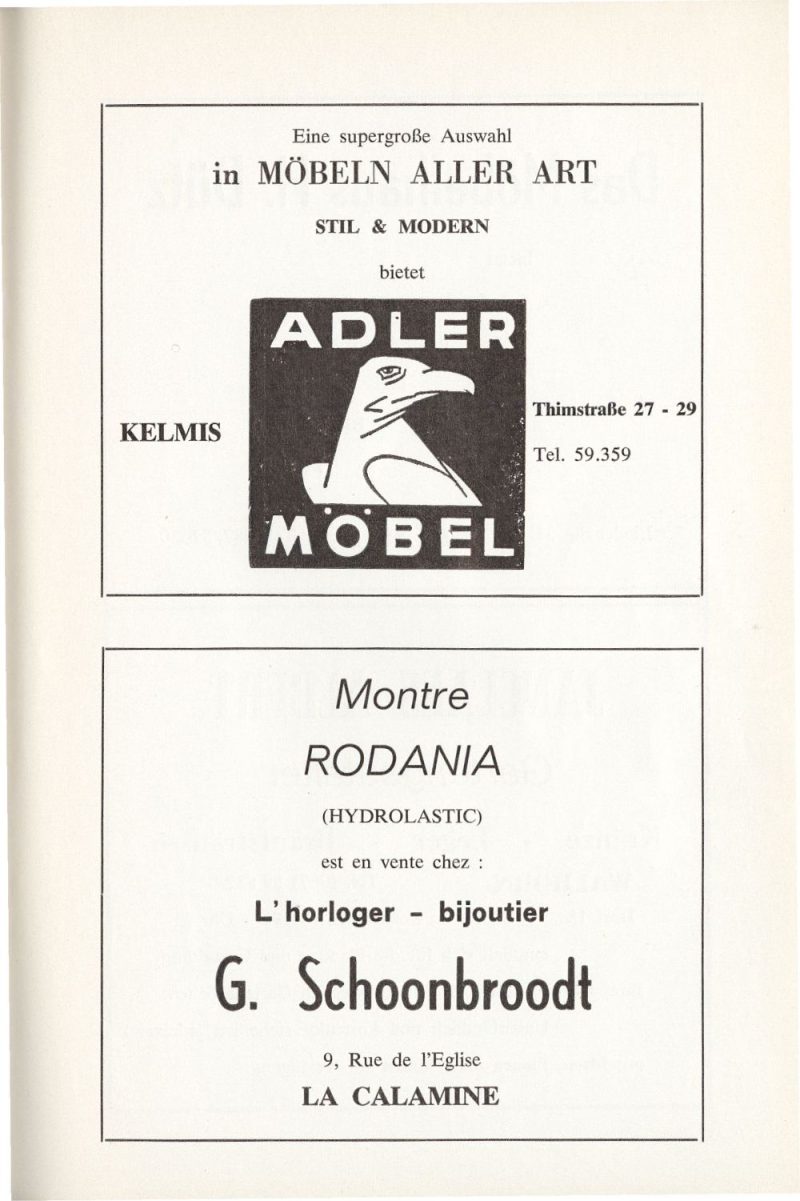 Eine supergroße Auswahl
in MÖBELN ALLER ART
STIL & MODERN
bietet
ADLER
MÖBEL
KELMIS
Thimstraße 27 - 29
Tel. 59.359
Montre
RODANIA
(HYDROLASTIC)
est en vente chez :
L'horloger - bijoutier
G. Schoonbroodt
9, Rue de l'Eglise
LA CALAMINE